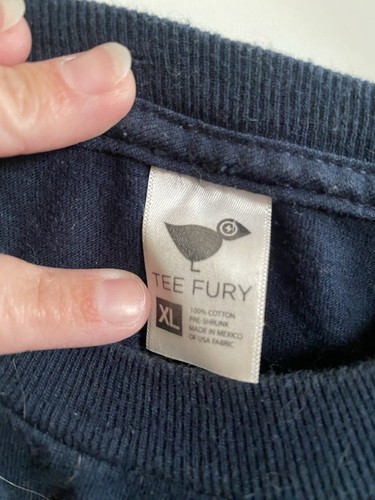 TEE FURY
XL
100% COTTON
PRE-SHRUNK
MADE IN MEXICO
OF USA FABRIC